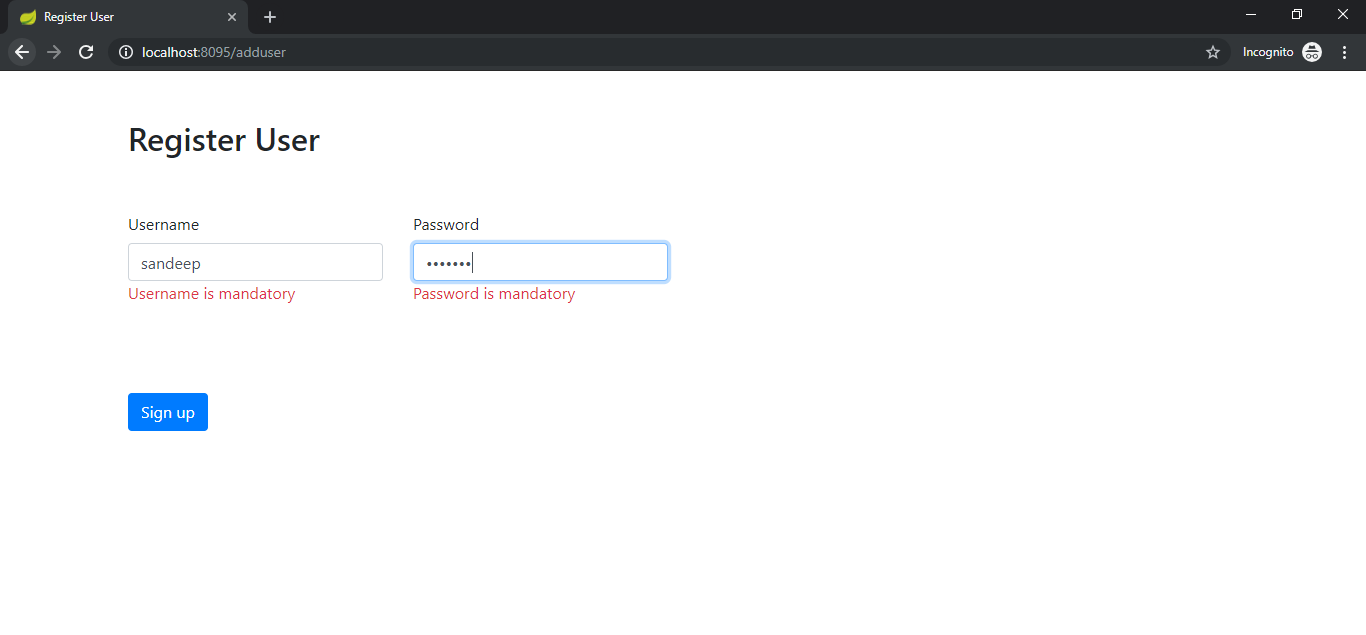 Register User
localhost:8095/adduser
Incognito
Register User
Username Password
sandeep •••••••
Username is mandatory Password is mandatory
Sign up